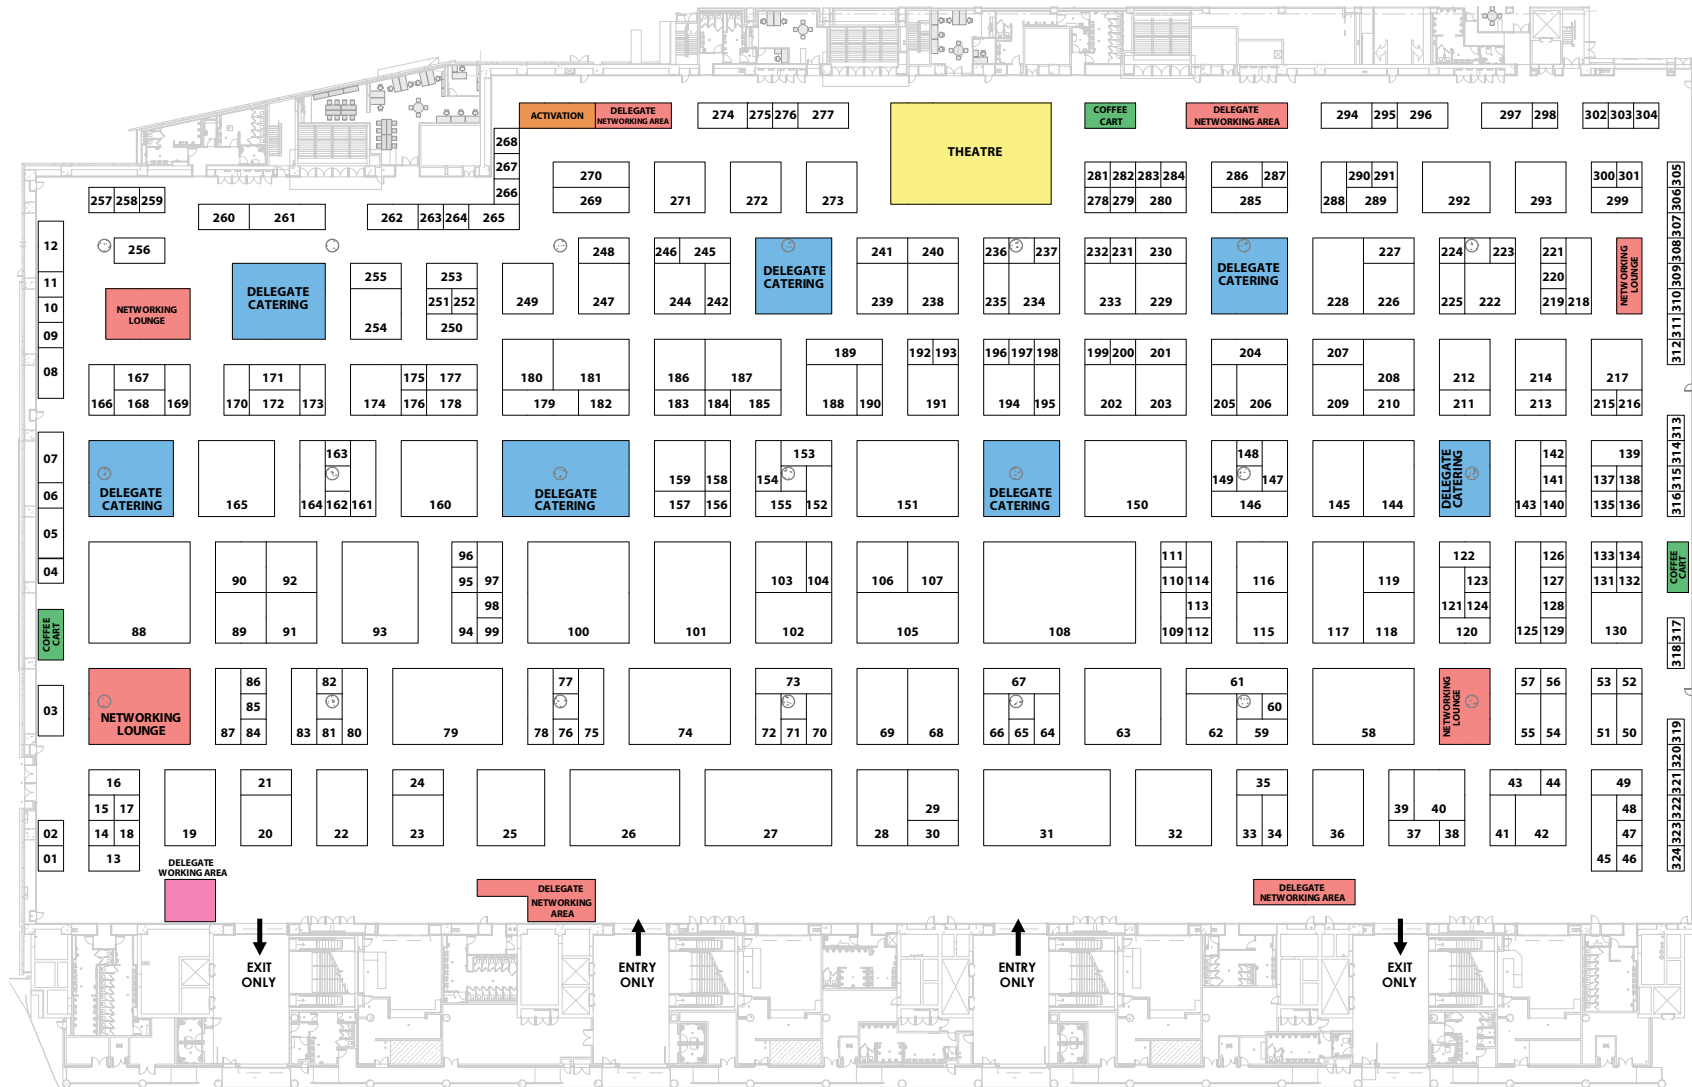 ACTIVATION
DELEGATE
NETWORKING AREA
274 275 276 277
THEATRE
COFFEE
CART
DELEGATE
NETWORKING AREA
294 295 296
297 298
302 303 304
268
267
266
270
269
271
272
273
281 282 283 284
278 279 280
286 287
285
290 291
288 289
292
293
300 301
299
305
306
307
308
309
310
311
312
257 258 259
260 261
262 263 264 265
12
11
10
09
08
256
NETWORKING
LOUNGE
DELEGATE
CATERING
255
254
253
251 252
250
249
248
247
246 245
244 242
DELEGATE
CATERING
241 240
239 238
236 237
235 234
232 231 230
233 229
DELEGATE
CATERING
227
228 226
224 223
225 222
221
220
219 218
NETWORKING
LOUNGE
167
166 168 169
171
170 172 173
175 177
174 176 178
180 181
179 182
186 187
183 184 185
189
188 190
192 193
191
196 197 198
194 195
199 200 201
202 203
204
205 206
207
208
209 210
212
211
214
213
217
215 216
07
06
05
04
DELEGATE
CATERING
165
163
164 162 161
160
DELEGATE
CATERING
159 158
157 156
153
154
155 152
151
DELEGATE
CATERING
150
148
149 147
146
145 144
DELEGATE
CATERING
142
141
143 140
139
137 138
135 136
313
314
315
316
88
90 92
89 91
93
96
95 97
98
94 99
100
101
103 104
102
106 107
105
108
111
110 114
113
109 112
116
115
119
117 118
122
123
121 124
120
126
127
128
125 129
133 134
131 132
130
COFFEE
CART
317
318
COFFEE
CART
03
NETWORKING
LOUNGE
86
85
87 84
82
83 81 80
79
77
78 76 75
74
73
72 71 70
69 68
67
66 65 64
63
61
60
62 59
58
NETWORKING
LOUNGE
57 56
55 54
53 52
51 50
319
320
321
322
323
324
02
01
16
15 17
14 18
13
19
21
20
22
24
23
25
26
27
29
28 30
31
32
35
33 34
36
39 40
37 38
43 44
41 42
49
48
47
45 46
DELEGATE
WORKING AREA
DELEGATE
NETWORKING
AREA
DELEGATE
NETWORKING AREA
EXIT
ONLY
ENTRY
ONLY
ENTRY
ONLY
EXIT
ONLY